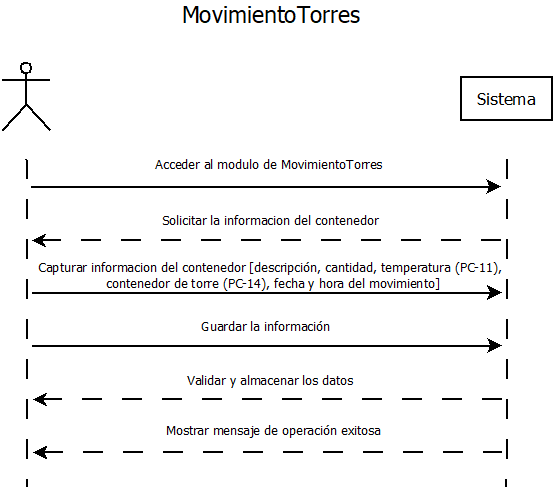 MovimientoTorres
Sistema
Acceder al modulo de MovimientoTorres
Solicitar la informacion del contenedor
Capturar informacion del contenedor [descripción, cantidad, temperatura (PC-11),
contenedor de torre (PC-14), fecha y hora del movimiento]
Guardar la información
Validar y almacenar los datos
Mostrar mensaje de operación exitosa